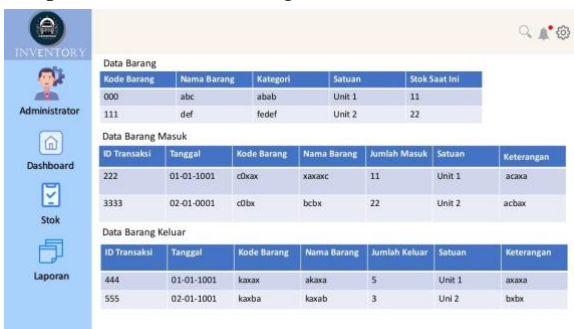 INVENTORY
Administrator
Dashboard
Stok
Laporan
Data Barang
Kode Barang Nama Barang Kategori Satuan Stok Saat Ini
000 abc abab Unit 1 11
111 def fedef Unit 2 22
Data Barang Masuk
ID Transaksi Tanggal Kode Barang Nama Barang Jumlah Masuk Satuan Keterangan
222 01-01-1001 c0xax xaxaxc 11 Unit 1 acaxa
3333 02-01-0001 c0bx bcbx 22 Unit 2 acbax
Data Barang Keluar
ID Transaksi Tanggal Kode Barang Nama Barang Jumlah Keluar Satuan Keterangan
444 01-01-1001 kaxax akaxa 5 Unit 1 axaxa
555 02-01-1001 kaxba kaxab 3 Uni 2 bxbx